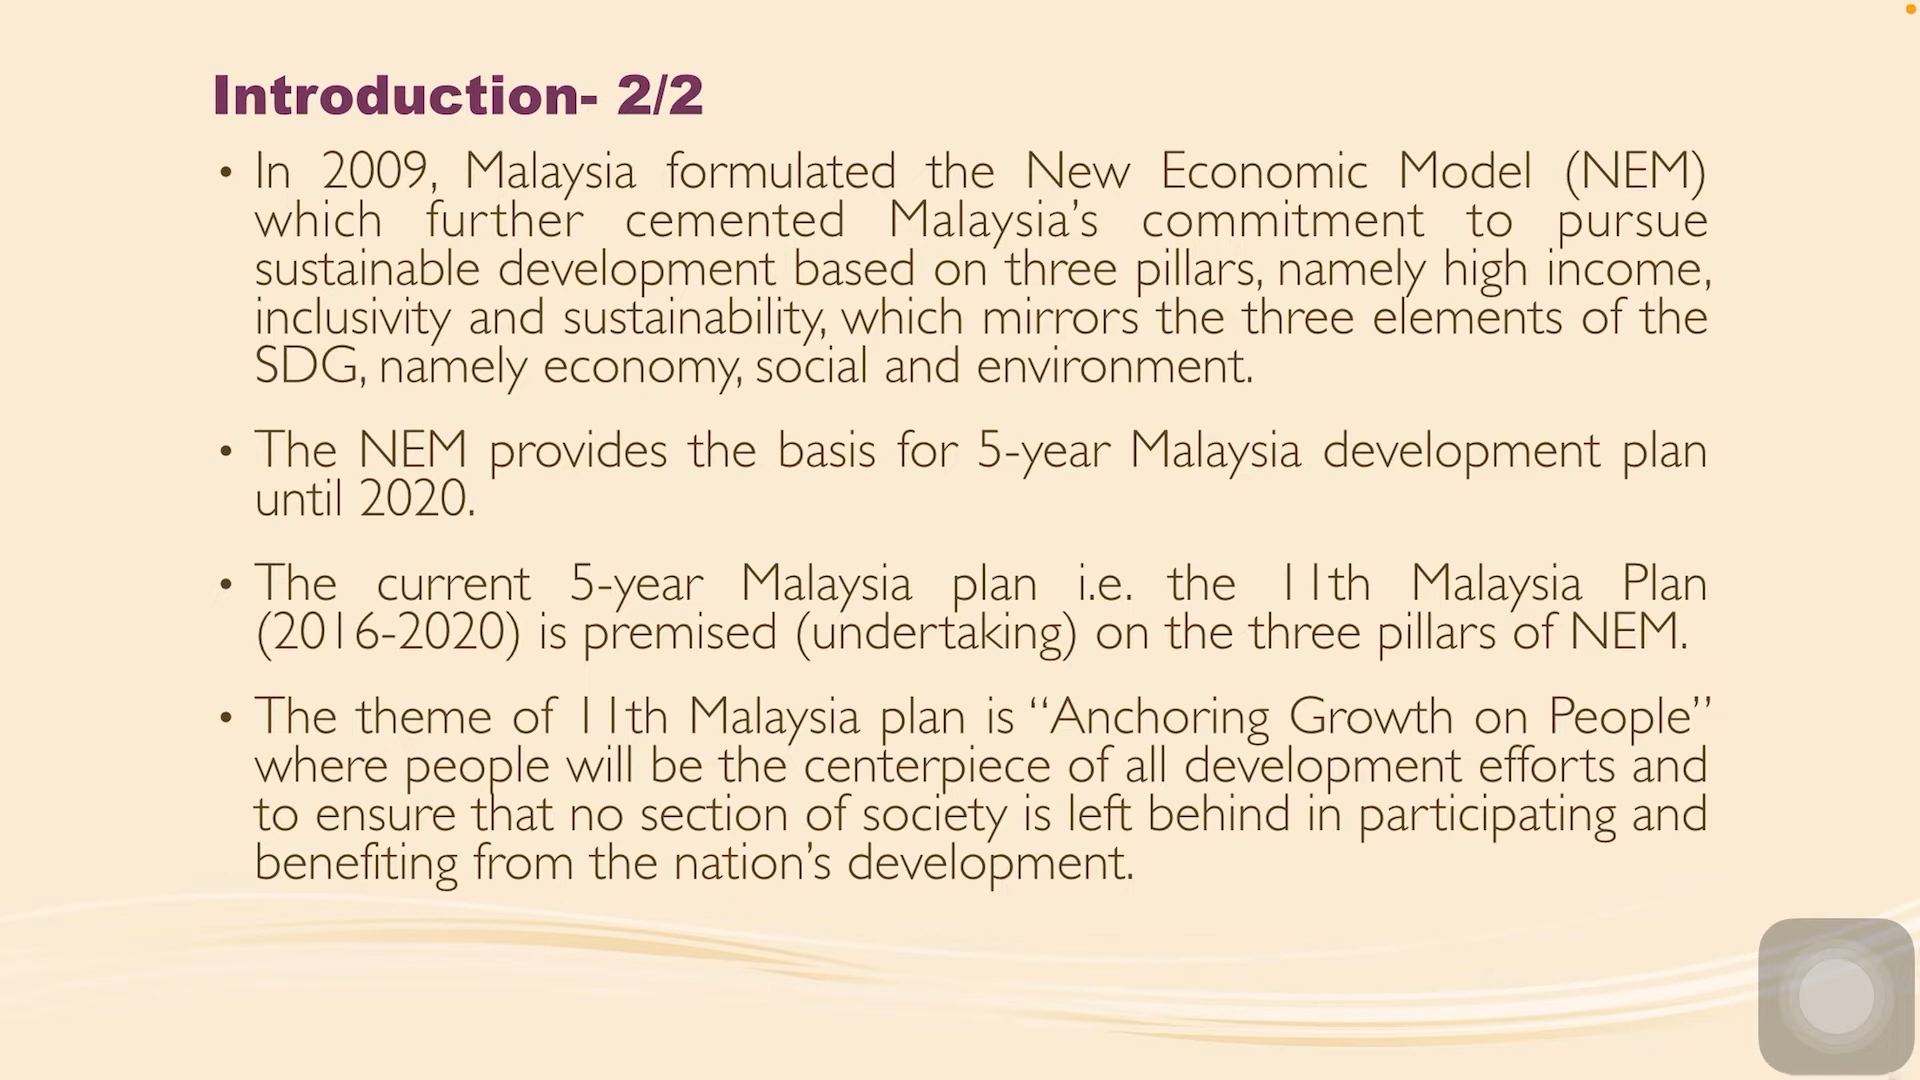 Introduction- 2/2
• In 2009, Malaysia formulated the New Economic Model (NEM)
which further cemented Malaysia’s commitment to pursue
sustainable development based on three pillars, namely high income,
inclusivity and sustainability, which mirrors the three elements of the
SDG, namely economy, social and environment.
• The NEM provides the basis for 5-year Malaysia development plan
until 2020.
• The current 5-year Malaysia plan i.e. the 11th Malaysia Plan
(2016-2020) is premised (undertaking) on the three pillars of NEM.
• The theme of 11th Malaysia plan is “Anchoring Growth on People”
where people will be the centerpiece of all development efforts and
to ensure that no section of society is left behind in participating and
benefiting from the nation’s development.